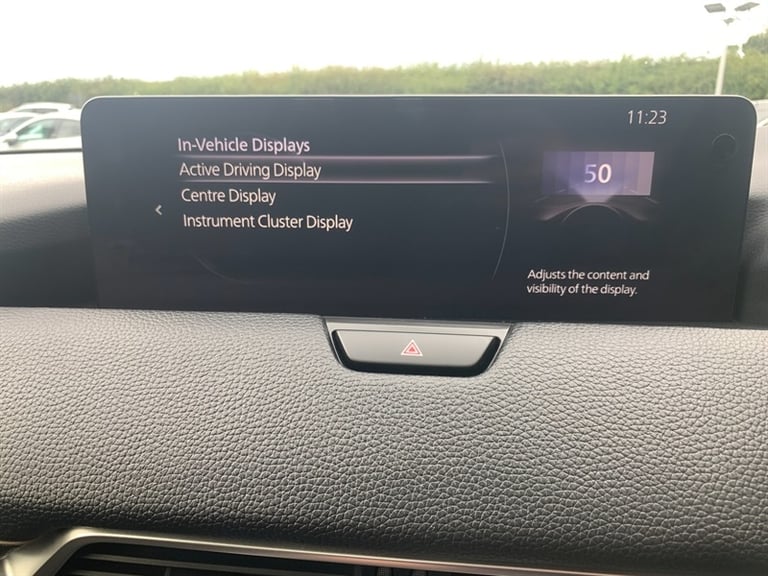 11:23
In-Vehicle Displays
Active Driving Display
Centre Display
Instrument Cluster Display
50
Adjusts the content and
visibility of the display.